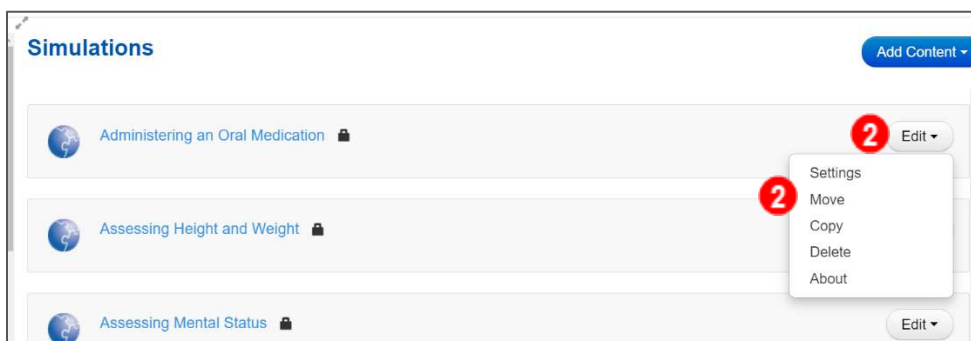 Simulations
Add Content
Administering an Oral Medication
2 Edit
Settings
2 Move
Copy
Delete
About
Assessing Height and Weight
Assessing Mental Status
Edit